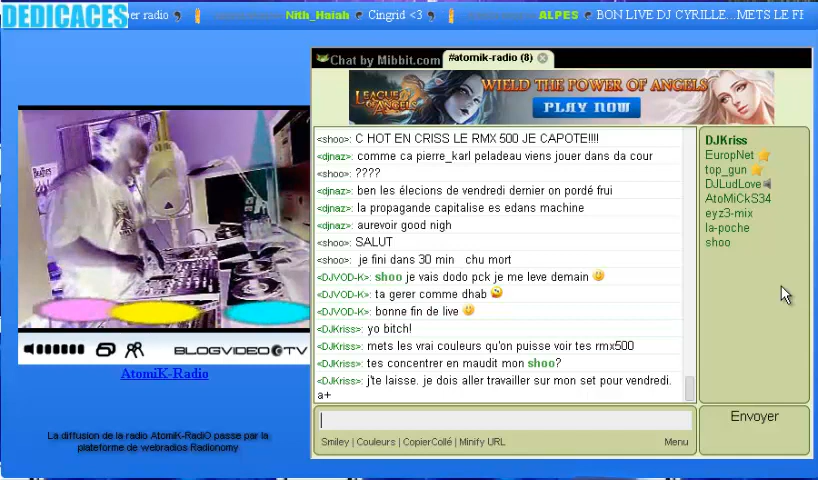 DEDICACES er radio Nith_Haiah Cingrid <3 ALPES BON LIVE DJ CYRILLE...METS LE F
Chat by Mibbit.com #atomik-radio (8)
LEAGUE OF ANGELS
WIELD THE POWER OF ANGELS
PLAY NOW
<shoo>: C HOT EN CRISS LE RMX 500 JE CAPOTE!!!!
<djnaz>: comme ca pierre_karl peladeau viens jouer dans da cour
<shoo>: ????
<djnaz>: ben les élecions de vendredi dernier on pordé frui
<djnaz>: la propagande capitalise es edans machine
<djnaz>: aurevoir good nigh
<shoo>: SALUT
<shoo>: je fini dans 30 min chu mort
<DJVOD-K>: shoo je vais dodo pck je me leve demain
<DJVOD-K>: ta gerer comme dhab
<DJVOD-K>: bonne fin de live
<DJKriss>: yo bitch!
<DJKriss>: mets les vrai couleurs qu'on puisse voir tes rmx500
<DJKriss>: tes concentrer en maudit mon shoo?
<DJKriss>: j'te laisse. je dois aller travailler sur mon set pour vendredi.
a+
DJKriss
EuropNet
top_gun
DJLudLove
AtoMiCkS34
eyz3-mix
la-poche
shoo
BLOGVIDEO TV
AtomiK-Radio
La diffusion de la radio AtomiK-RadiO passe par la
plateforme de webradios Radionomy
Envoyer
Smiley | Couleurs | CopierCollé | Minify URL
Menu